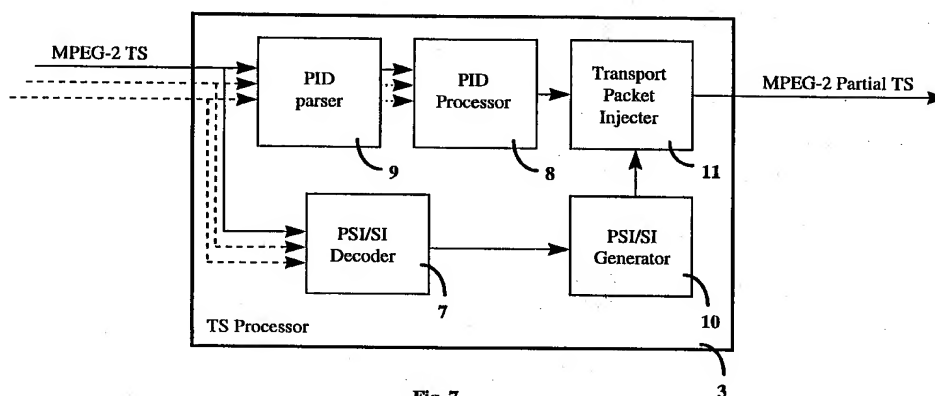 MPEG-2 TS
PID
parser
9
PID
Processor
8
Transport
Packet
Injecter
11
MPEG-2 Partial TS
PSI/SI
Decoder
7
PSI/SI
Generator
10
TS Processor
3
Fig. 7